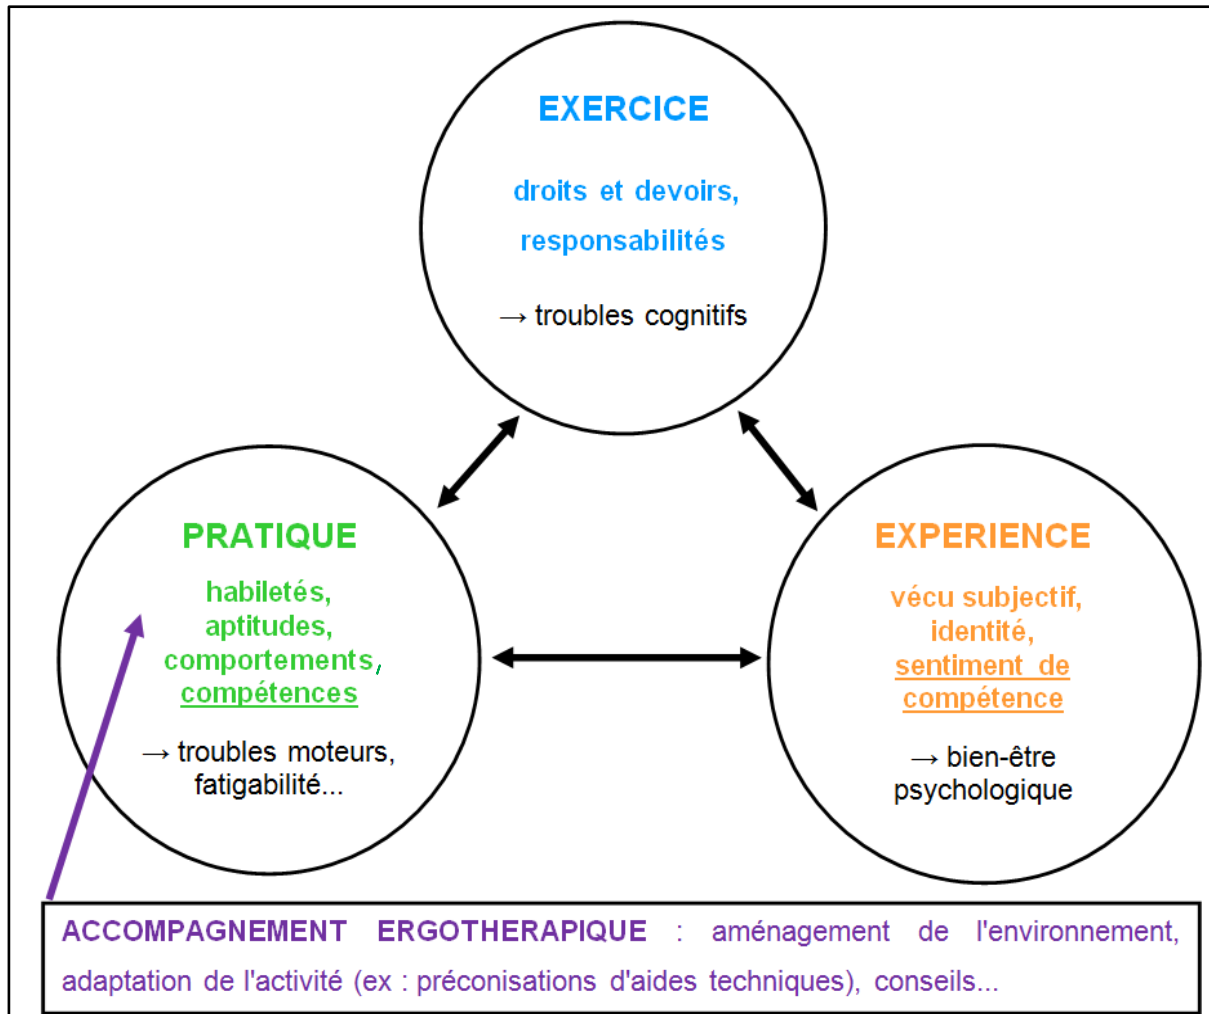 EXERCICE
droits et devoirs,
responsabilités
→ troubles cognitifs
PRATIQUE
habiletés,
aptitudes,
comportements,
compétences
→ troubles moteurs,
fatigabilité...
EXPERIENCE
vécu subjectif,
identité,
sentiment de
compétence
→ bien-être
psychologique
ACCOMPAGNEMENT ERGOTHERAPIQUE : aménagement de l'environnement,
adaptation de l'activité (ex : préconisations d'aides techniques), conseils...